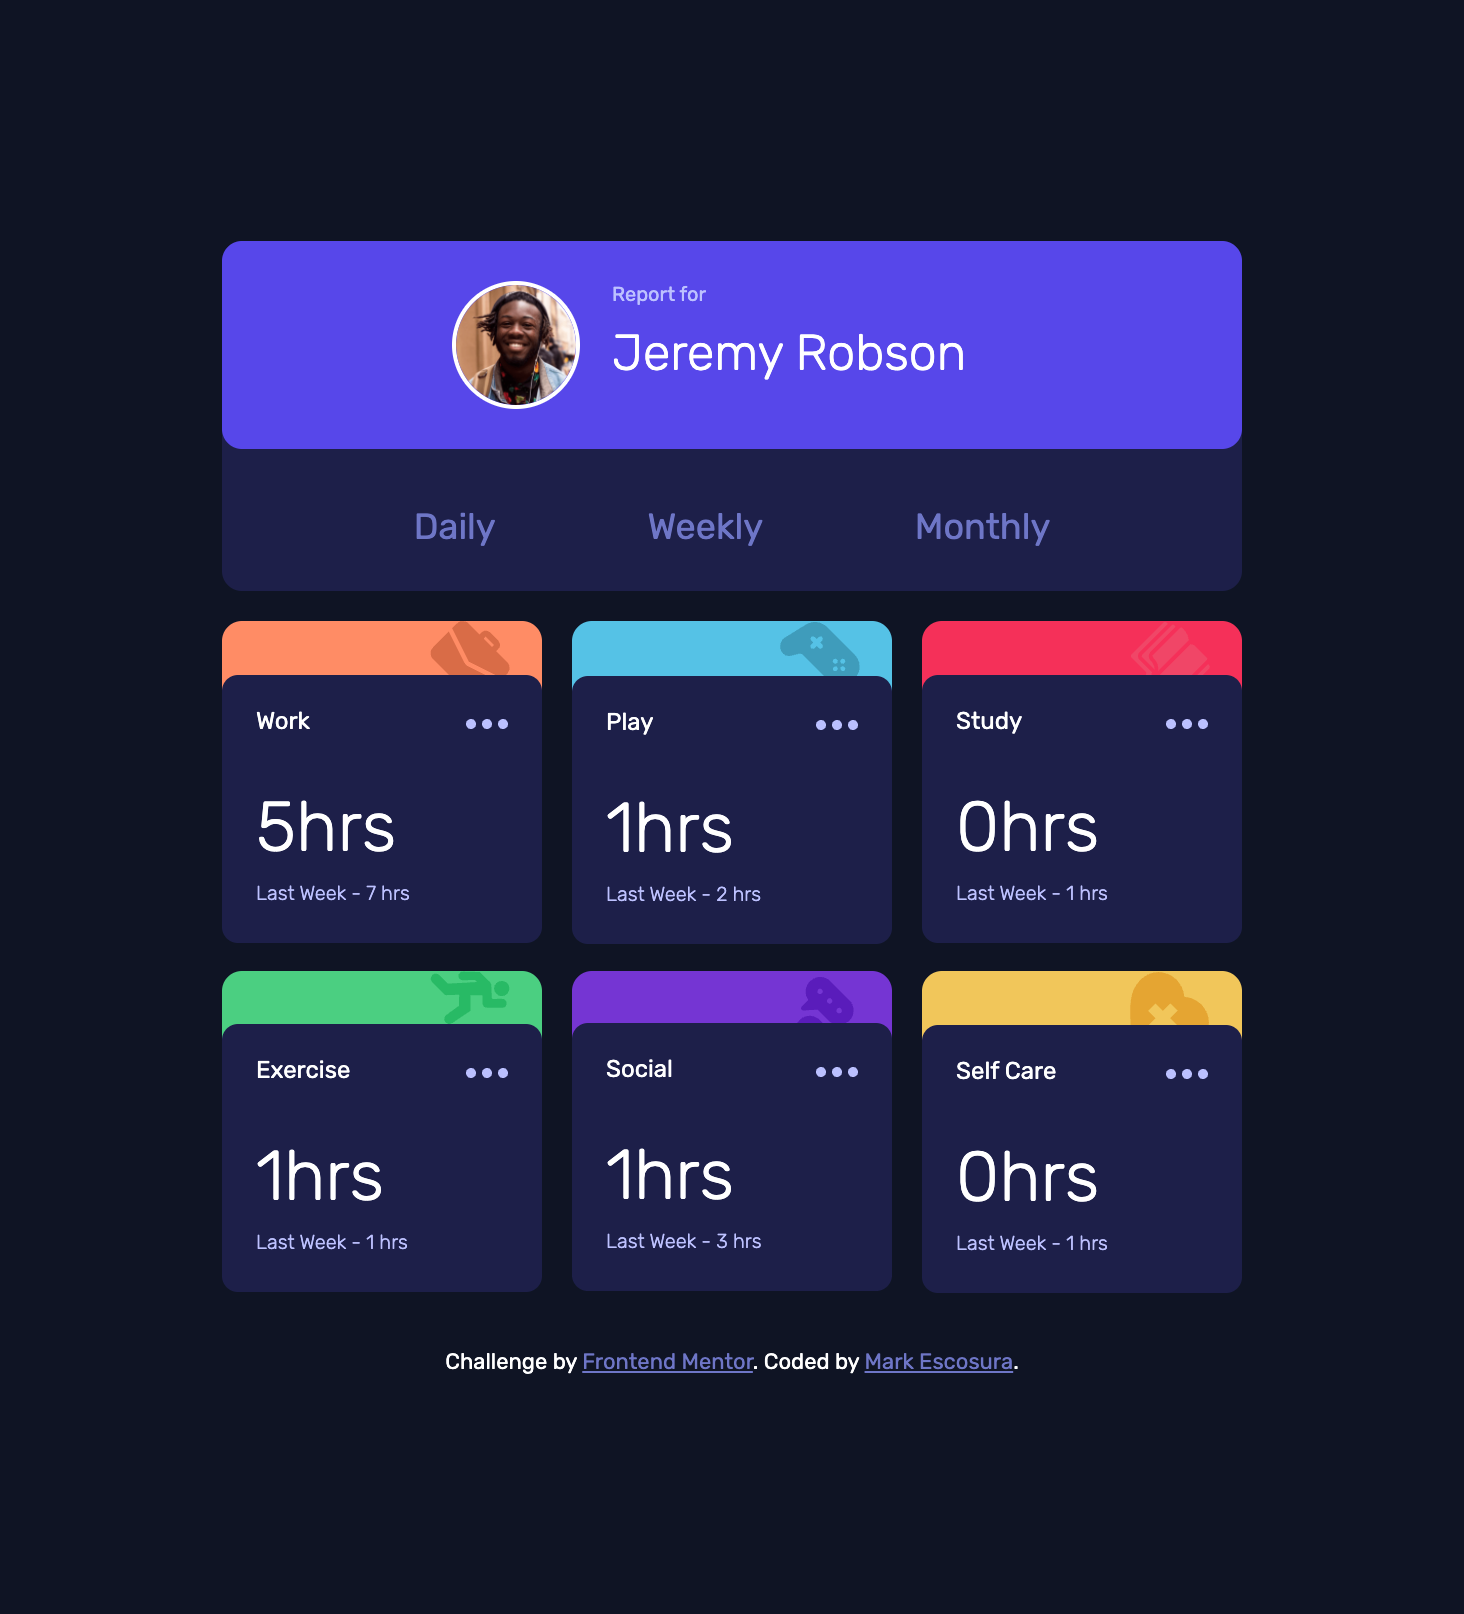 Report for
Jeremy Robson
Daily Weekly Monthly
Work
5hrs
Last Week - 7 hrs
Play
1hrs
Last Week - 2 hrs
Study
0hrs
Last Week - 1 hrs
Exercise
1hrs
Last Week - 1 hrs
Social
1hrs
Last Week - 3 hrs
Self Care
0hrs
Last Week - 1 hrs
Challenge by Frontend Mentor. Coded by Mark Escosura.